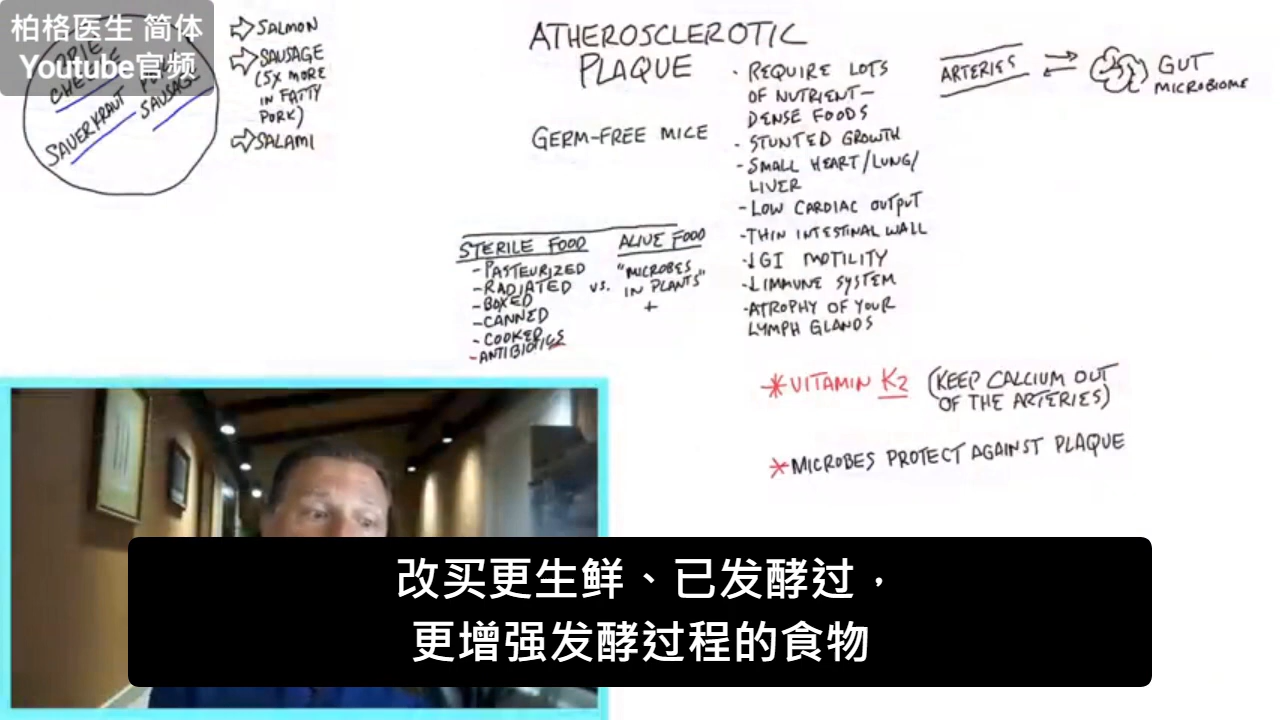 柏格医生 简体
Youtube官频
BRIE
CHEESE
SAUERKRAUT
SAUSAGE
⇨SALMON
⇨SAUSAGE
(5X MORE
IN FATTY
PORK)
⇨SALAMI
ATHEROSCLEROTIC
PLAQUE
GERM-FREE MICE
STERILE FOOD
-PASTEURIZED
-RADIATED
-BOXED
-CANNED
-COOKED
-ANTIBIOTICS
vs.
ALIVE FOOD
"MICROBES
IN PLANTS"
+
· REQUIRE LOTS
OF NUTRIENT-
DENSE FOODS
- STUNTED GROWTH
- SMALL HEART/LUNG/
LIVER
-LOW CARDIAC OUTPUT
-THIN INTESTINAL WALL
-↓GI MOTILITY
-↓IMMUNE SYSTEM
-ATROPHY OF YOUR
LYMPH GLANDS
ARTERIES
GUT
MICROBIOME
*VITAMIN K2 (KEEP CALCIUM OUT
OF THE ARTERIES)
*MICROBES PROTECT AGAINST PLAQUE
改买更生鲜、已发酵过，
更增强发酵过程的食物